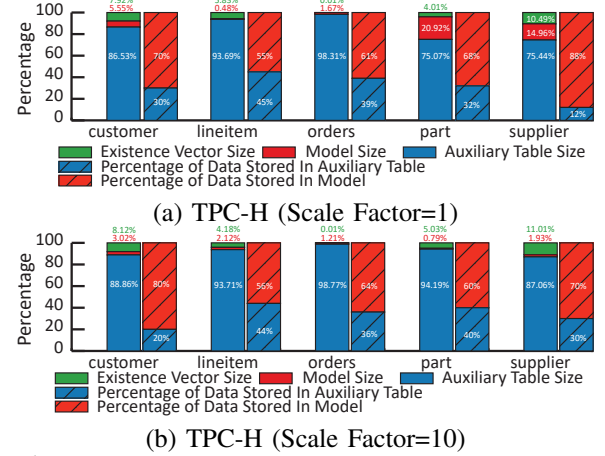 7.92% 5.83% 0.01% 4.01%
5.55% 0.48% 1.67%
100
80
60
40
20
0
Percentage
86.53% 70% 30%
93.69% 55% 45%
98.31% 61% 39%
20.92% 75.07% 68% 32%
10.49% 14.96% 75.44% 88% 12%
customer lineitem orders part supplier
Existence Vector Size Model Size Auxiliary Table Size
Percentage of Data Stored In Auxiliary Table
Percentage of Data Stored In Model
(a) TPC-H (Scale Factor=1)
8.12% 4.18% 0.01% 5.03% 11.01%
3.02% 2.12% 1.21% 0.79% 1.93%
100
80
60
40
20
0
Percentage
88.86% 80% 20%
93.71% 56% 44%
98.77% 64% 36%
94.19% 60% 40%
87.06% 70% 30%
customer lineitem orders part supplier
Existence Vector Size Model Size Auxiliary Table Size
Percentage of Data Stored In Auxiliary Table
Percentage of Data Stored In Model
(b) TPC-H (Scale Factor=10)